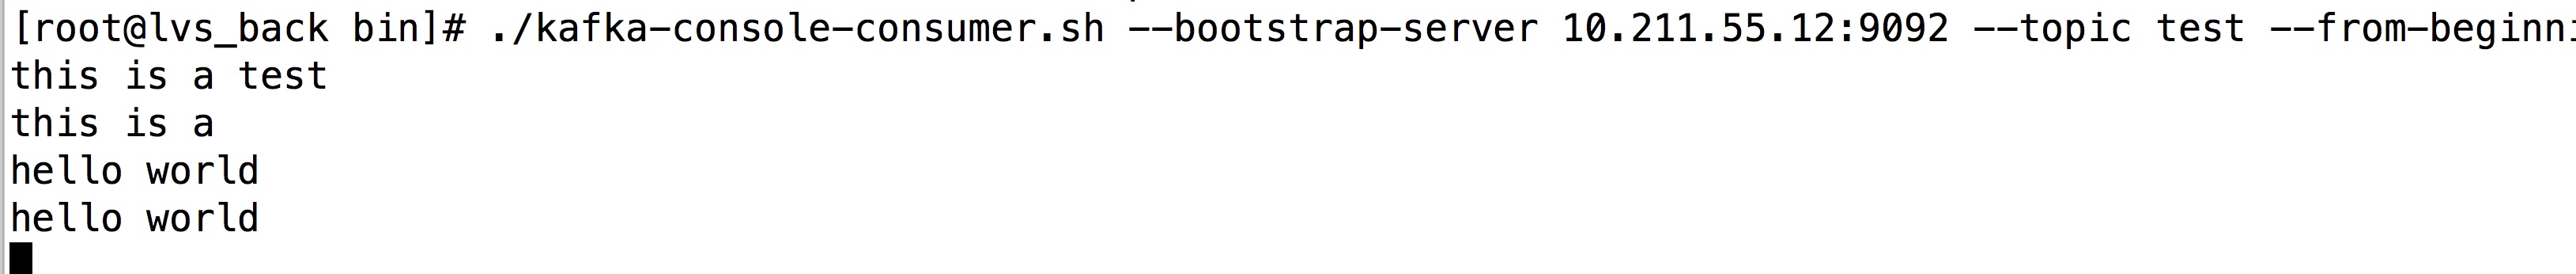 [root@lvs_back bin]# ./kafka-console-consumer.sh --bootstrap-server 10.211.55.12:9092 --topic test --from-beginni
this is a test
this is a
hello world
hello world